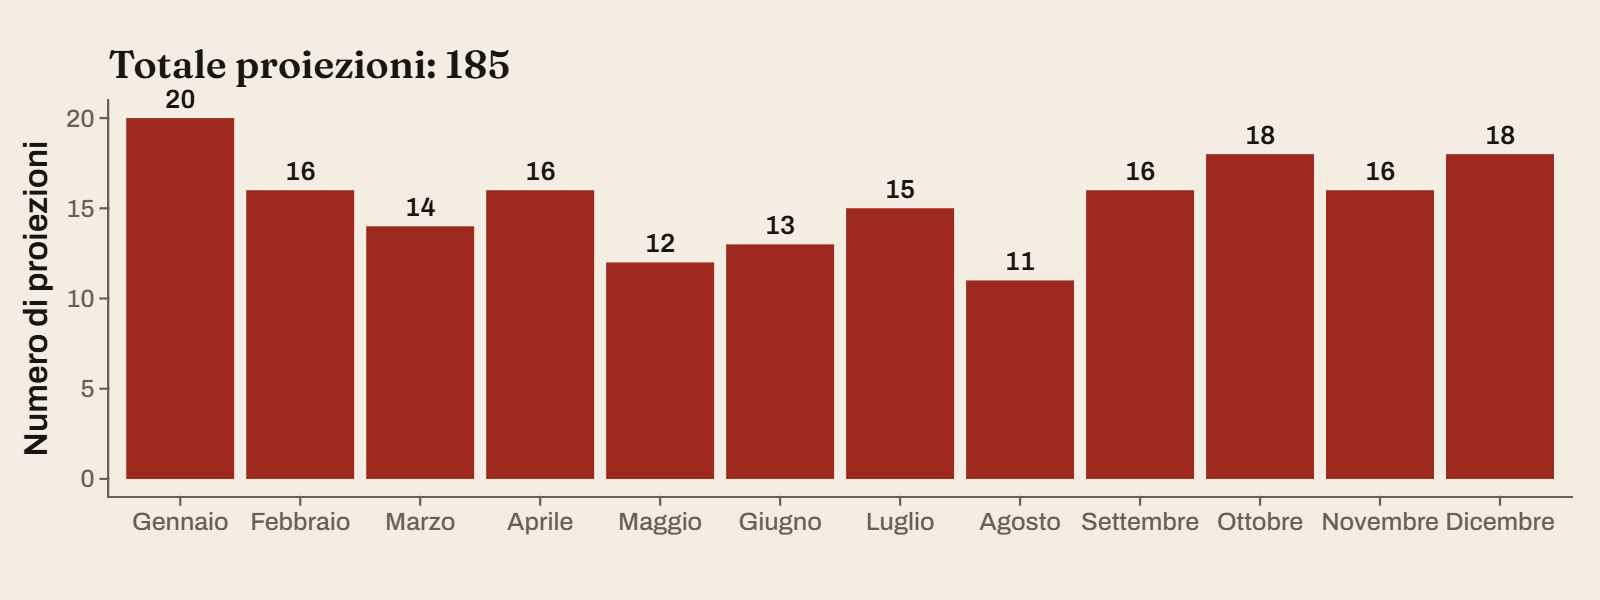 Totale proiezioni: 185
Numero di proiezioni
20
15
10
5
0
20
16
14
16
12
13
15
11
16
18
16
18
Gennaio
Febbraio
Marzo
Aprile
Maggio
Giugno
Luglio
Agosto
Settembre
Ottobre
Novembre
Dicembre